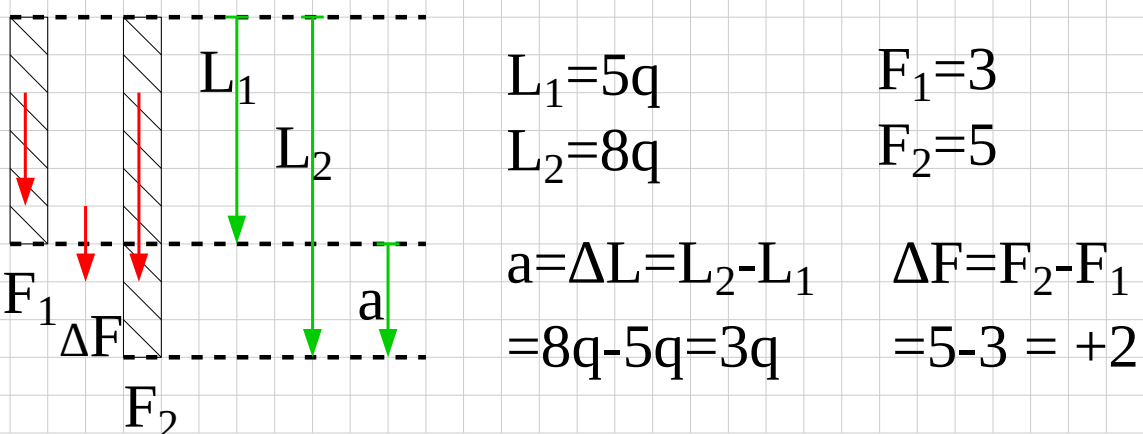 L₁
L₂
a
F₁
ΔF
F₂
L₁=5q
L₂=8q
a=ΔL=L₂-L₁
=8q-5q=3q
F₁=3
F₂=5
ΔF=F₂-F₁
=5-3 = +2